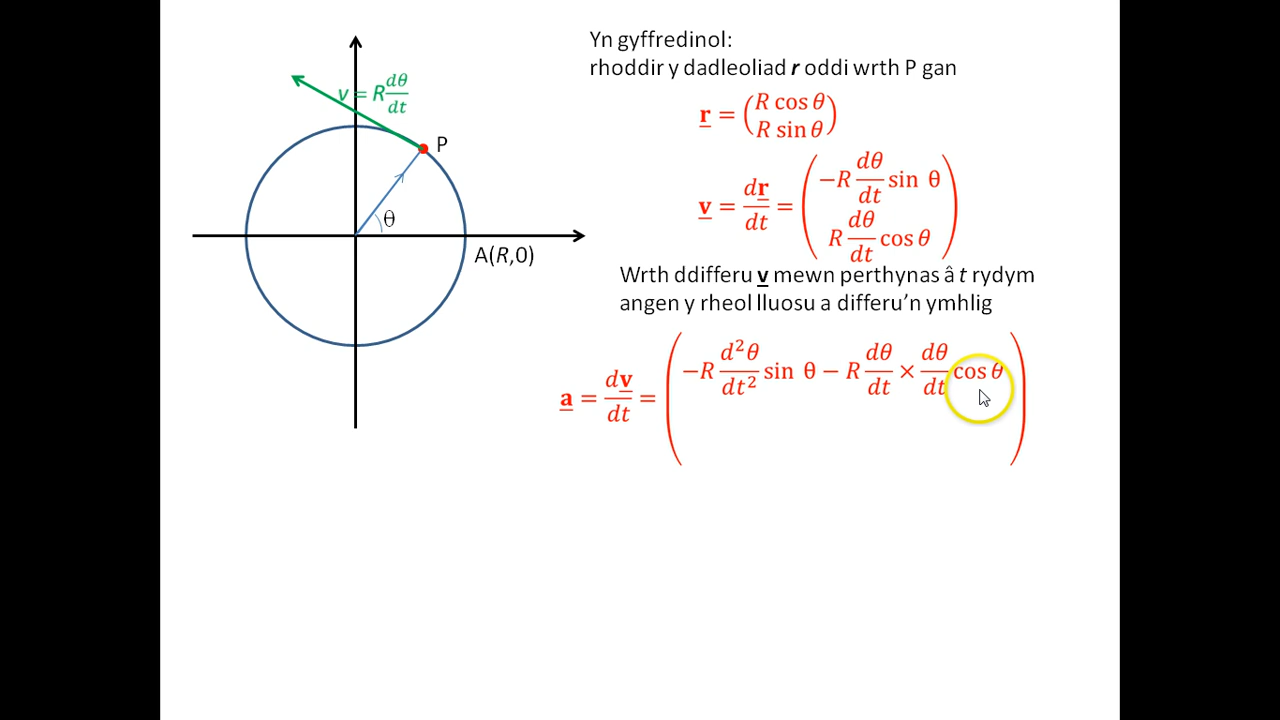 Yn gyffredinol:
rhoddir y dadleoliad r oddi wrth P gan
v = R dθ/dt
P
θ
A(R,0)
r = (R cos θ
R sin θ)
v = dr/dt = (−R dθ/dt sin θ
R dθ/dt cos θ)
Wrth ddifferu v mewn perthynas â t rydym
angen y rheol lluosu a differu’n ymhlig
a = dv/dt = (−R d²θ/dt² sin θ − R dθ/dt × dθ/dt cos θ)